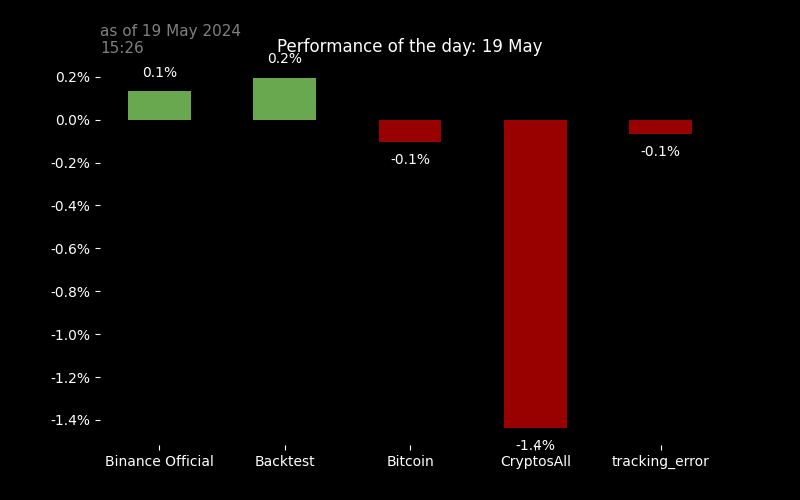 as of 19 May 2024
15:26
Performance of the day: 19 May
0.1%
0.2%
-0.1%
-1.4%
-0.1%
0.2%
0.0%
-0.2%
-0.4%
-0.6%
-0.8%
-1.0%
-1.2%
-1.4%
Binance Official
Backtest
Bitcoin
CryptosAll
tracking_error